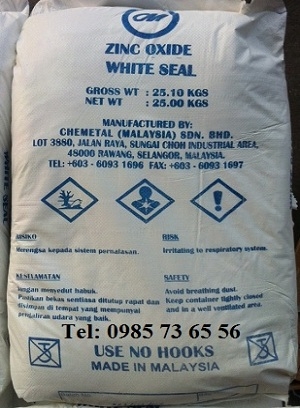 CM
ZINC OXIDE
WHITE SEAL
GROSS WT : 25.10 KGS
NET WT : 25.00 KGS
MANUFACTURED BY:
CHEMETAL (MALAYSIA) SDN. BHD.
LOT 3880, JALAN RAYA, SUNGAI CHOH INDUSTRIAL AREA,
48000 RAWANG, SELANGOR, MALAYSIA.
TEL: +603 - 6093 1696 FAX: +603 - 6093 1697
RISIKO
Merengsa kepada sistem pernafasan.
RISK
Irritating to respiratory system.
KESELAMATAN
Jangan menyedut habuk.
Pastikan bekas sentiasa ditutup rapat dan
disimpan di tempat yang mempunyai
pengaliran udara yang baik.
SAFETY
Avoid breathing dust.
Keep container tightly closed
and in a well ventilated area.
Tel: 0985 73 65 56
USE NO HOOKS
MADE IN MALAYSIA
WHITE SEAL